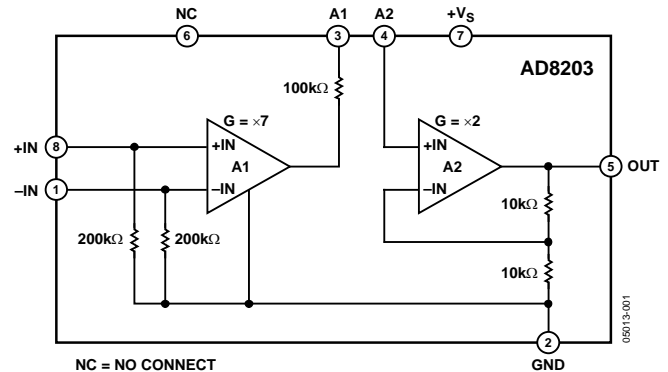 NC
A1
A2
+VS
6
3
4
7
AD8203
100kΩ
G = ×7
G = ×2
+IN
8
+IN
A1
+IN
A2
5
OUT
–IN
1
–IN
–IN
10kΩ
200kΩ
200kΩ
10kΩ
2
NC = NO CONNECT
GND
05013-001